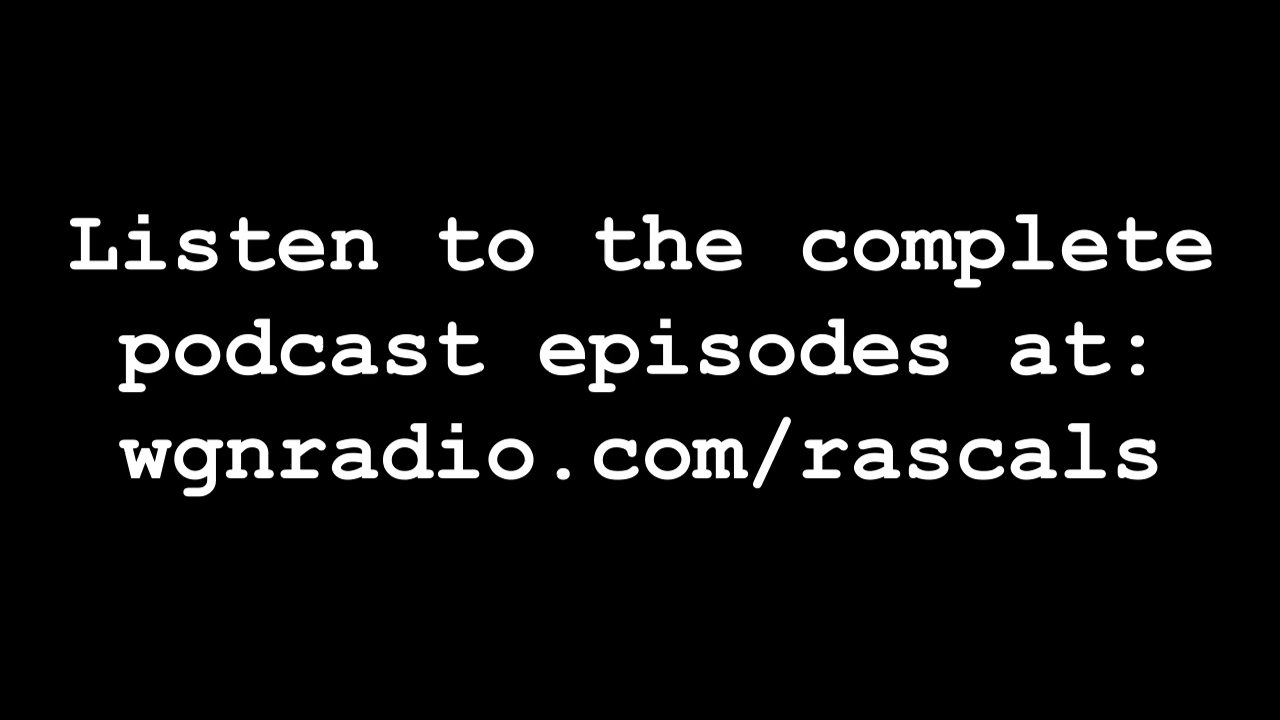 Listen to the complete
podcast episodes at:
wgnradio.com/rascals